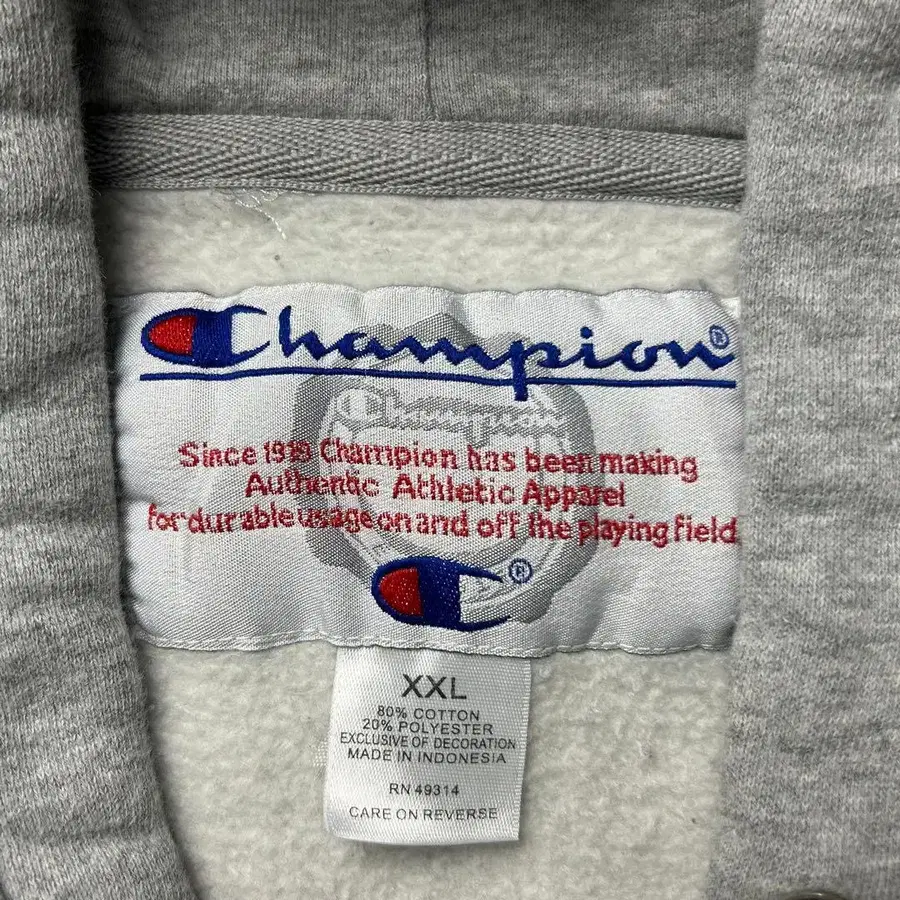 Champion®
Champion
Since 1919 Champion has been making
Authentic Athletic Apparel
for durable usage on and off the playing field
®
XXL
80% COTTON
20% POLYESTER
EXCLUSIVE OF DECORATION
MADE IN INDONESIA
RN 49314
CARE ON REVERSE